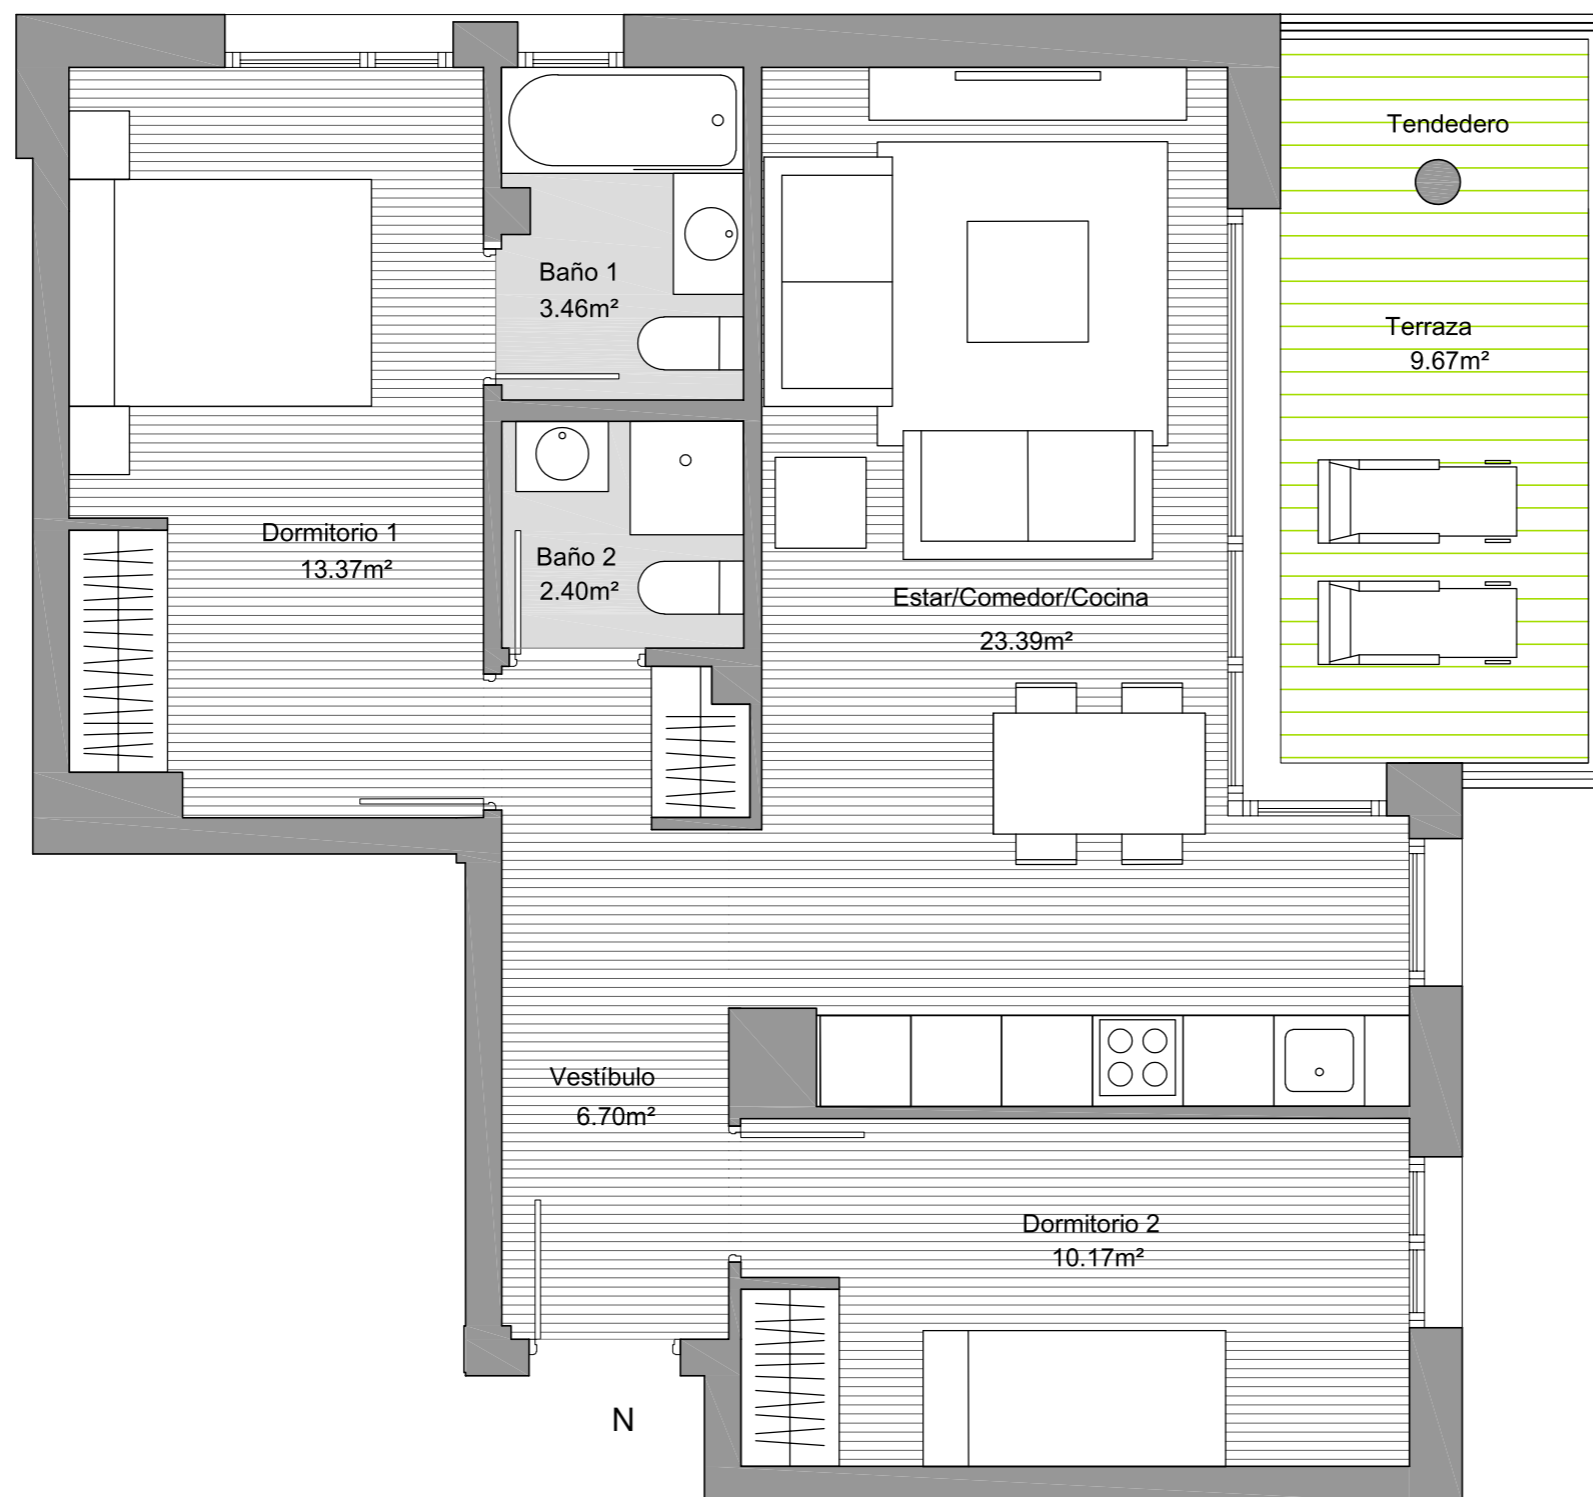 Tendedero
Baño 1
3.46m²
Terraza
9.67m²
Dormitorio 1
13.37m²
Baño 2
2.40m²
Estar/Comedor/Cocina
23.39m²
Vestíbulo
6.70m²
Dormitorio 2
10.17m²
N